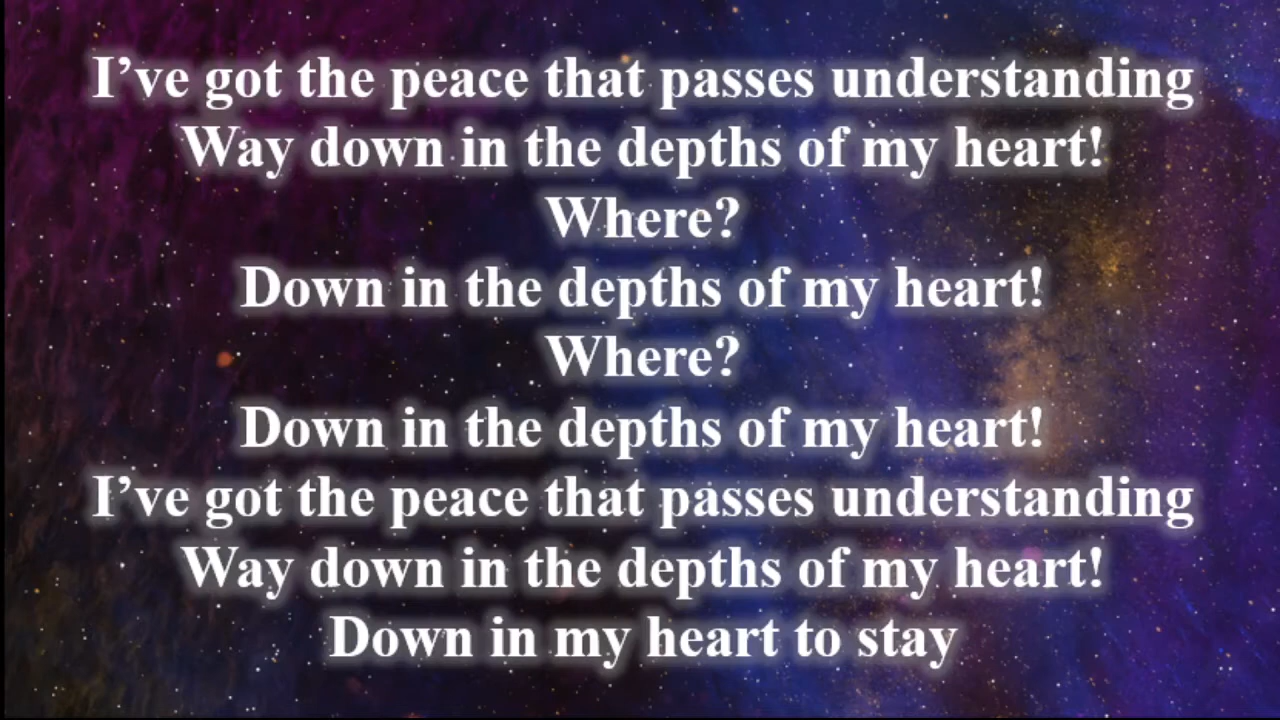 I’ve got the peace that passes understanding
Way down in the depths of my heart!
Where?
Down in the depths of my heart!
Where?
Down in the depths of my heart!
I’ve got the peace that passes understanding
Way down in the depths of my heart!
Down in my heart to stay